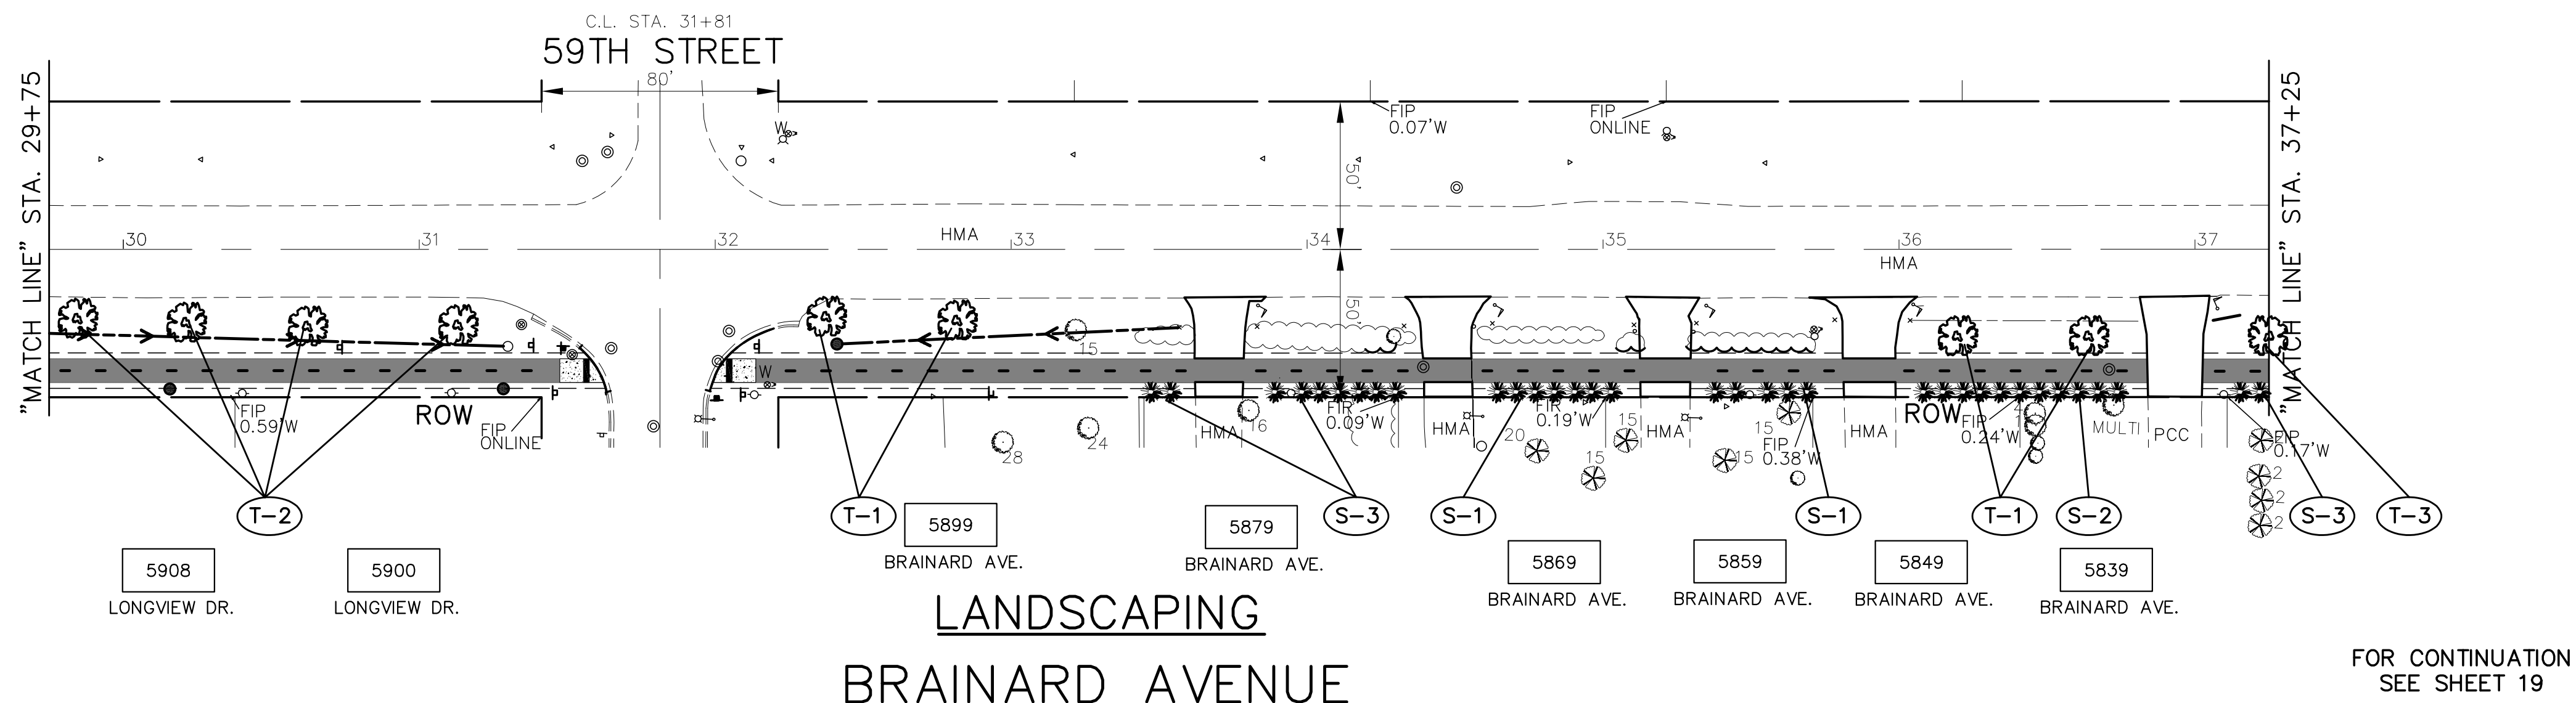 C.L. STA. 31+81
59TH STREET
80'
"MATCH LINE" STA. 29+75
"MATCH LINE" STA. 37+25
FIP
0.07'W
FIP
ONLINE
W
50'
30
31
32
HMA
33
34
35
36
37
HMA
50'
15
W
FIP
0.59'W
ROW
FIP
ONLINE
28
24
HMA
16
FIR
0.09'W
HMA
20
FIR
0.19'W
15
15
HMA
15
15
FIP
0.38'W
HMA
ROW
FIP
0.24'W
MULTI
PCC
FIP
0.17'W
2
2
2
T-2
T-1
S-3
S-1
S-1
T-1
S-2
S-3
T-3
5908
LONGVIEW DR.
5900
LONGVIEW DR.
5899
BRAINARD AVE.
5879
BRAINARD AVE.
5869
BRAINARD AVE.
5859
BRAINARD AVE.
5849
BRAINARD AVE.
5839
BRAINARD AVE.
LANDSCAPING
BRAINARD AVENUE
FOR CONTINUATION
SEE SHEET 19